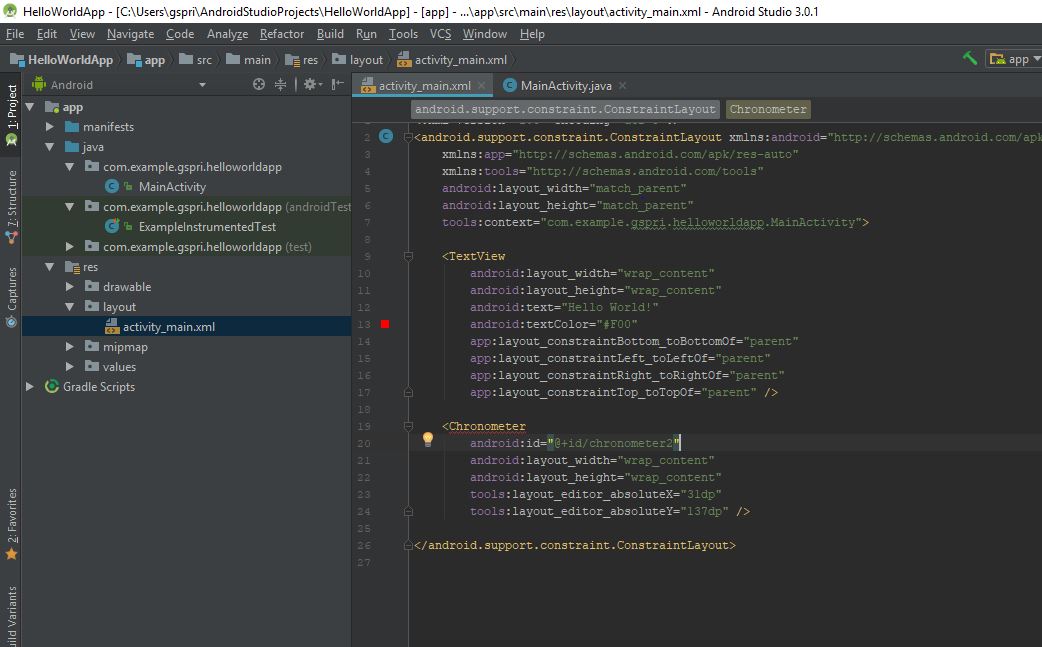 HelloWorldApp - [C:\Users\gspri\AndroidStudioProjects\HelloWorldApp] - [app] - ...\app\src\main\res\layout\activity_main.xml - Android Studio 3.0.1
File Edit View Navigate Code Analyze Refactor Build Run Tools VCS Window Help
HelloWorldApp app src main res layout activity_main.xml app
1: Project
Z: Structure
Captures
2: Favorites
Build Variants
Android
app
manifests
java
com.example.gspri.helloworldapp
MainActivity
com.example.gspri.helloworldapp (androidTest
ExampleInstrumentedTest
com.example.gspri.helloworldapp (test)
res
drawable
layout
activity_main.xml
mipmap
values
Gradle Scripts
activity_main.xml MainActivity.java
android.support.constraint.ConstraintLayout Chronometer
2 <android.support.constraint.ConstraintLayout xmlns:android="http://schemas.android.com/apk
3 xmlns:app="http://schemas.android.com/apk/res-auto"
4 xmlns:tools="http://schemas.android.com/tools"
5 android:layout_width="match_parent"
6 android:layout_height="match_parent"
7 tools:context="com.example.gspri.helloworldapp.MainActivity">
8
9 <TextView
10 android:layout_width="wrap_content"
11 android:layout_height="wrap_content"
12 android:text="Hello World!"
13 android:textColor="#F00"
14 app:layout_constraintBottom_toBottomOf="parent"
15 app:layout_constraintLeft_toLeftOf="parent"
16 app:layout_constraintRight_toRightOf="parent"
17 app:layout_constraintTop_toTopOf="parent" />
18
19 <Chronometer
20 android:id="@+id/chronometer2"
21 android:layout_width="wrap_content"
22 android:layout_height="wrap_content"
23 tools:layout_editor_absoluteX="31dp"
24 tools:layout_editor_absoluteY="137dp" />
25
26 </android.support.constraint.ConstraintLayout>
27